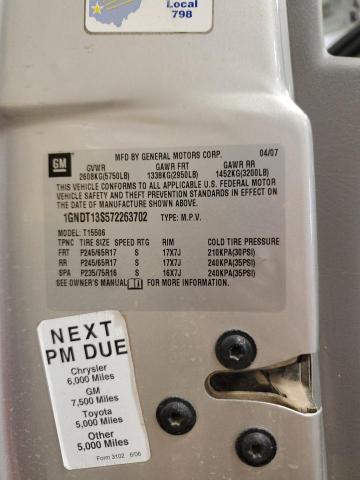 Local
798
GM
MFD BY GENERAL MOTORS CORP. 04/07
GVWR GAWR FRT GAWR RR
2608KG(5750LB) 1338KG(2950LB) 1452KG(3200LB)
THIS VEHICLE CONFORMS TO ALL APPLICABLE U.S. FEDERAL MOTOR
VEHICLE SAFETY AND THEFT PREVENTION STANDARDS IN EFFECT ON
THE DATE OF MANUFACTURE SHOWN ABOVE.
1GNDT13S572263702 TYPE: M.P.V.
MODEL: T15506
TPNC TIRE SIZE SPEED RTG RIM COLD TIRE PRESSURE
FRT P245/65R17 S 17X7J 210KPA(30PSI)
RR P245/65R17 S 17X7J 240KPA(35PSI)
SPA P235/75R16 S 16X7J 240KPA(35PSI)
SEE OWNER'S MANUAL FOR MORE INFORMATION.
NEXT
PM DUE
Chrysler
6,000 Miles
GM
7,500 Miles
Toyota
5,000 Miles
Other
5,000 Miles
Form 3102 6/06